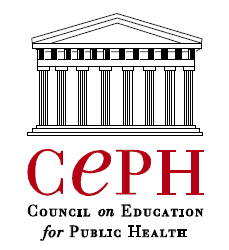 CePH
COUNCIL on EDUCATION
for PUBLIC HEALTH